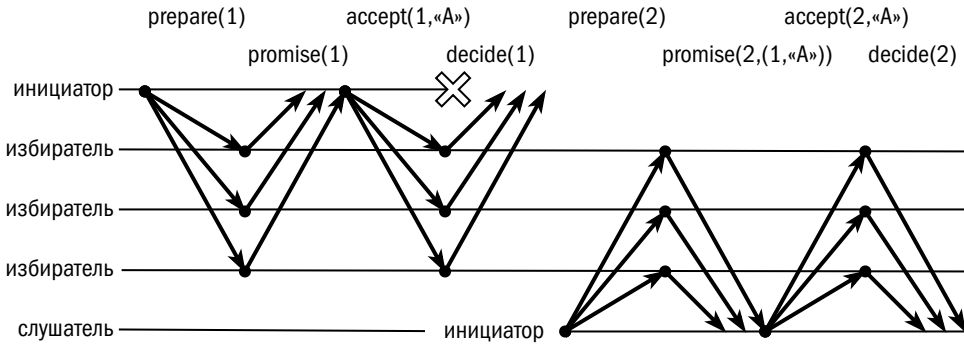 prepare(1) accept(1,«A») prepare(2) accept(2,«A»)
promise(1) decide(1) promise(2,(1,«A»)) decide(2)
инициатор
избиратель
избиратель
избиратель
слушатель инициатор